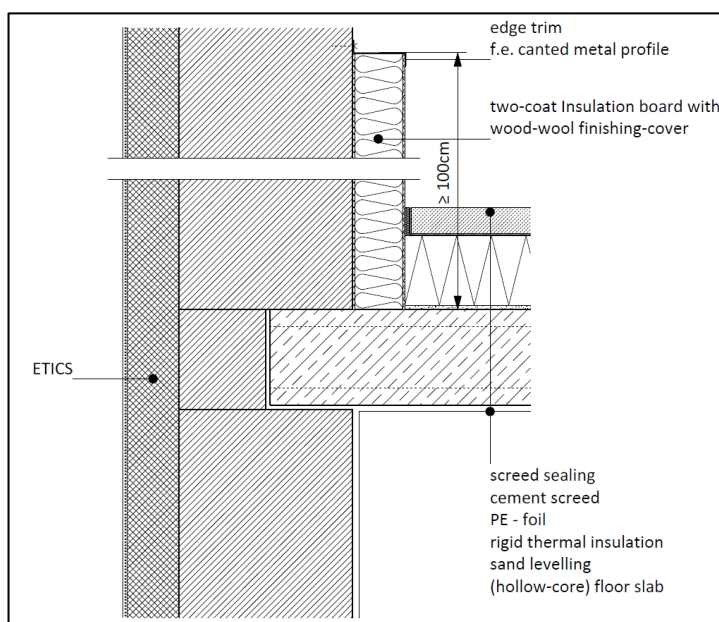 edge trim
f.e. canted metal profile
two-coat Insulation board with
wood-wool finishing-cover
≥ 100cm
ETICS
screed sealing
cement screed
PE - foil
rigid thermal insulation
sand levelling
(hollow-core) floor slab